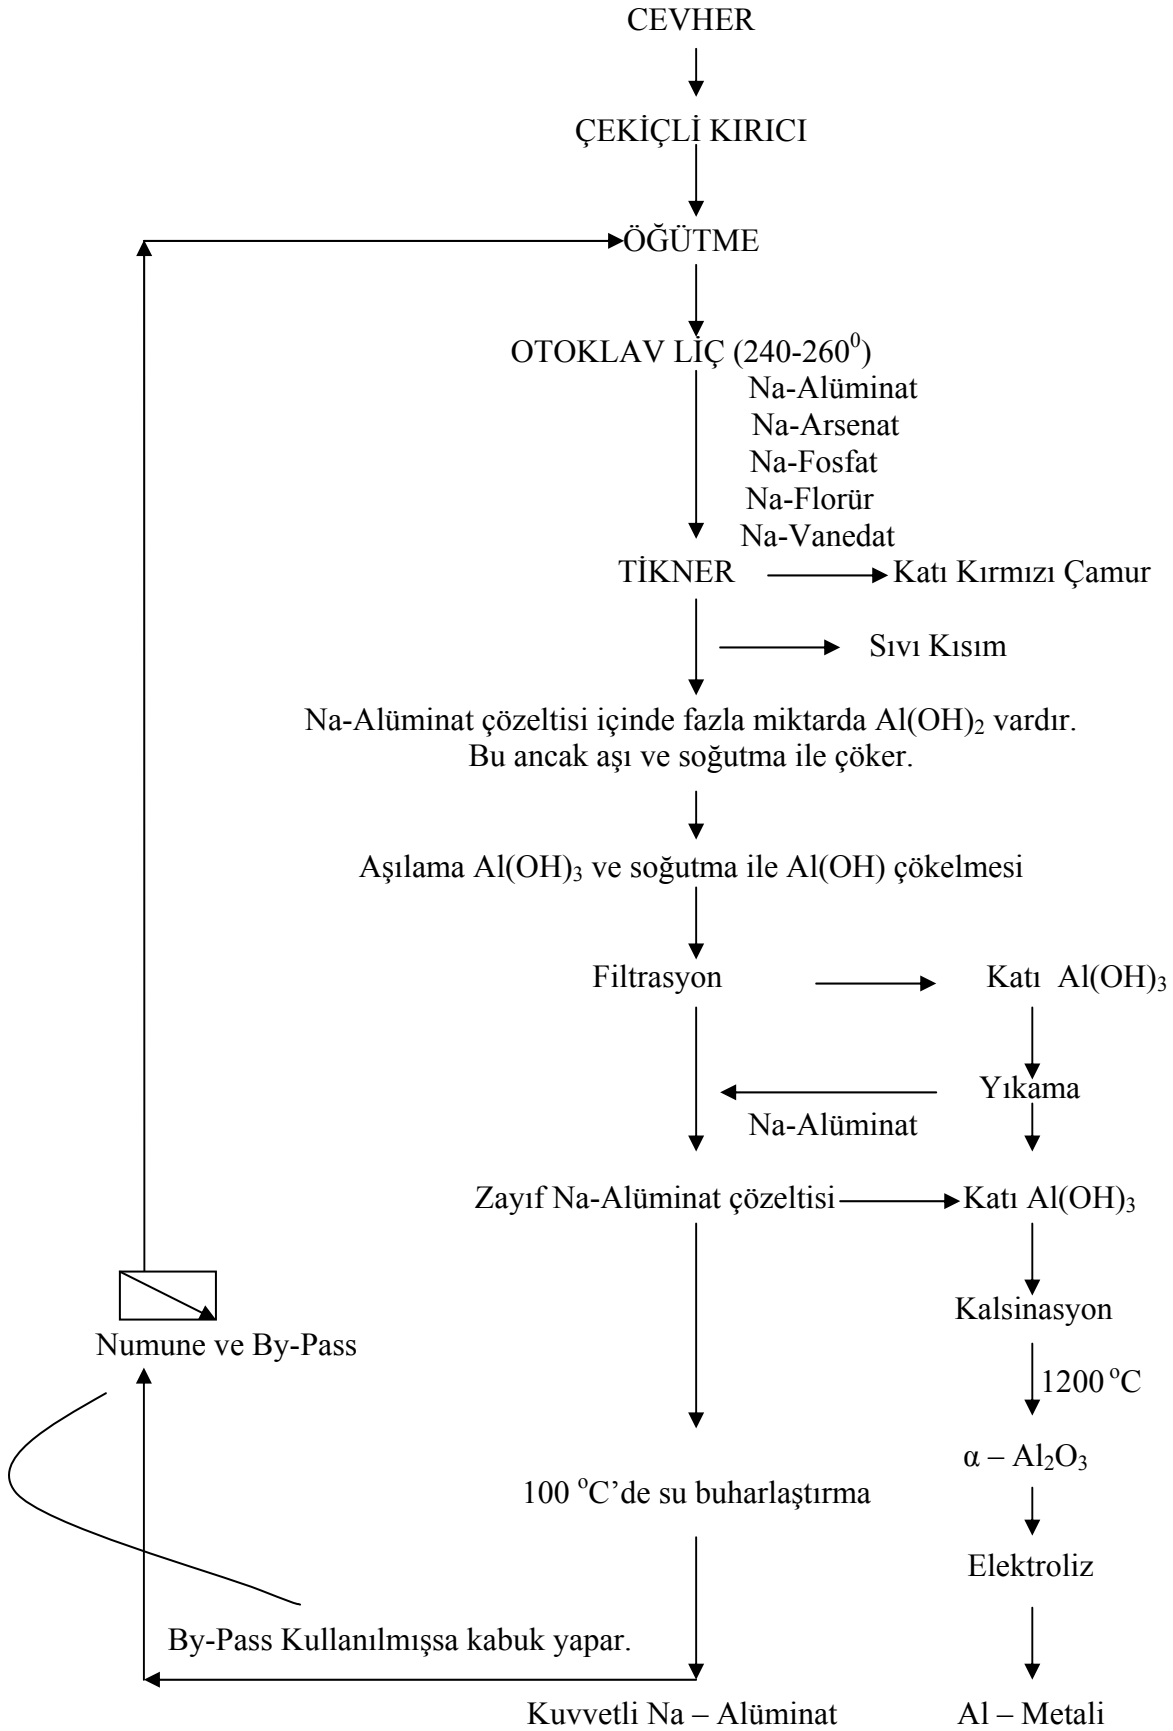 CEVHER
ÇEKİÇLİ KIRICI
ÖĞÜTME
OTOKLAV LİÇ (240-260⁰)
Na-Alüminat
Na-Arsenat
Na-Fosfat
Na-Florür
Na-Vanedat
TİKNER
Katı Kırmızı Çamur
Sıvı Kısım
Na-Alüminat çözeltisi içinde fazla miktarda Al(OH)₂ vardır.
Bu ancak aşı ve soğutma ile çöker.
Aşılama Al(OH)₃ ve soğutma ile Al(OH) çökelmesi
Filtrasyon
Katı Al(OH)₃
Yıkama
Na-Alüminat
Zayıf Na-Alüminat çözeltisi
Katı Al(OH)₃
Kalsinasyon
Numune ve By-Pass
1200 ᵒC
α – Al₂O₃
100 ᵒC’de su buharlaştırma
Elektroliz
By-Pass Kullanılmışsa kabuk yapar.
Kuvvetli Na – Alüminat
Al – Metali